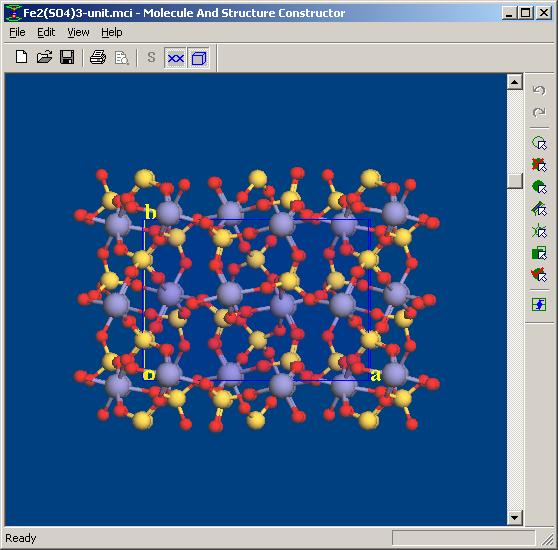 Fe2(SO4)3-unit.mci - Molecule And Structure Constructor
File Edit View Help
S
b
o a
Ready